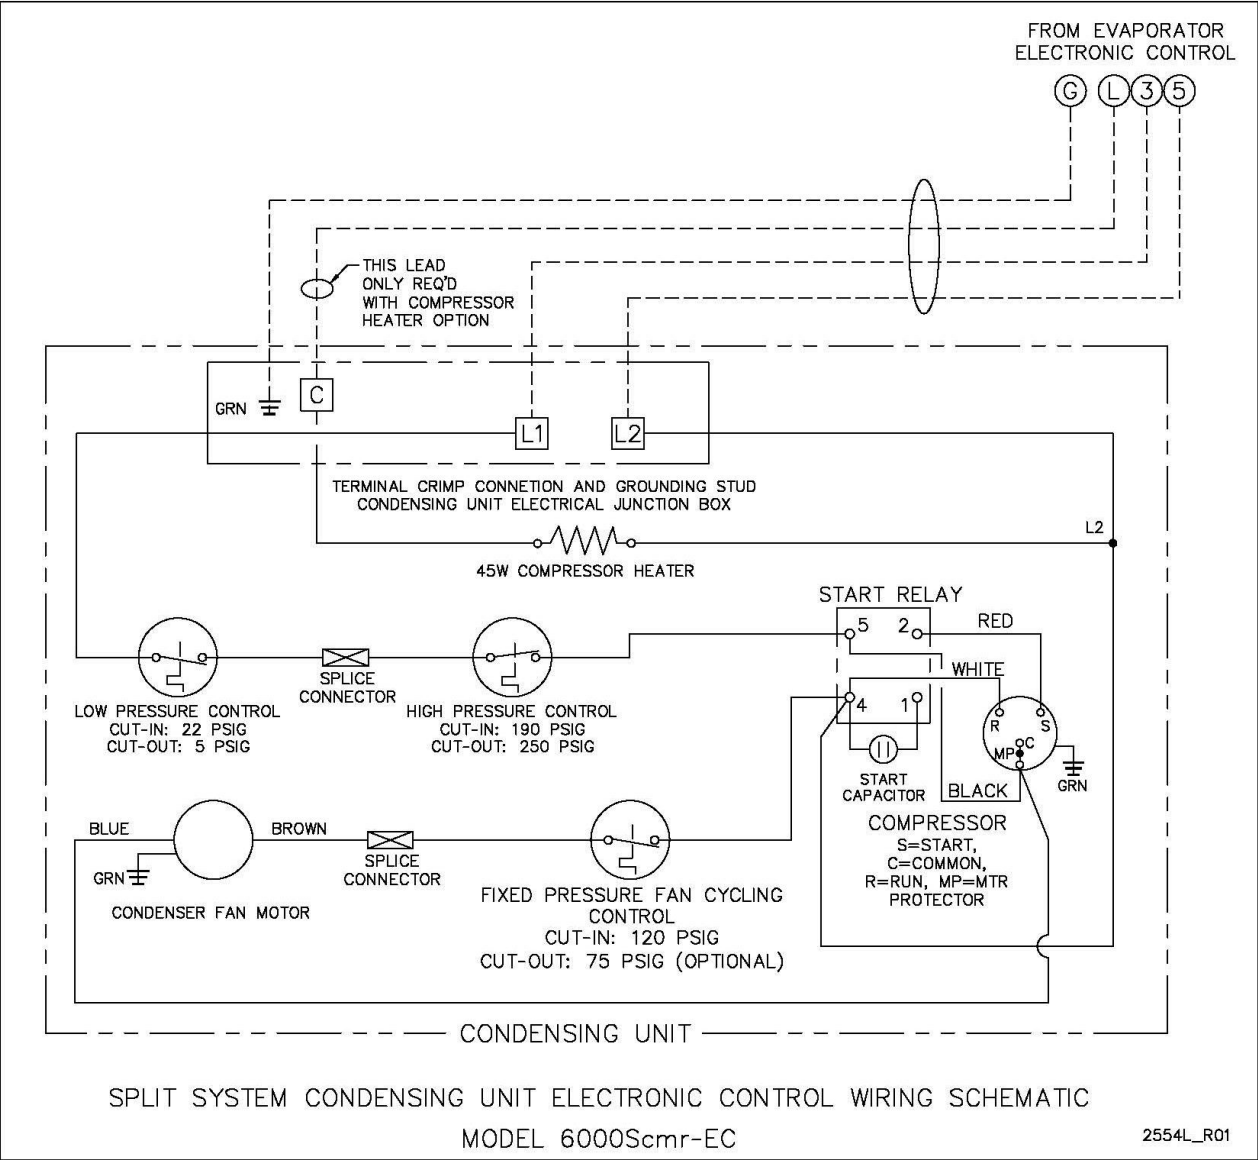 FROM EVAPORATOR
ELECTRONIC CONTROL
G L 3 5
THIS LEAD
ONLY REQ'D
WITH COMPRESSOR
HEATER OPTION
C
GRN
L1 L2
TERMINAL CRIMP CONNETION AND GROUNDING STUD
CONDENSING UNIT ELECTRICAL JUNCTION BOX
L2
45W COMPRESSOR HEATER
START RELAY
5 2
RED
WHITE
4 1
SPLICE
CONNECTOR
LOW PRESSURE CONTROL
CUT-IN: 22 PSIG
CUT-OUT: 5 PSIG
HIGH PRESSURE CONTROL
CUT-IN: 190 PSIG
CUT-OUT: 250 PSIG
R S
C
MP
GRN
START
CAPACITOR
BLACK
COMPRESSOR
S=START,
C=COMMON,
R=RUN, MP=MTR
PROTECTOR
BLUE
BROWN
GRN
SPLICE
CONNECTOR
CONDENSER FAN MOTOR
FIXED PRESSURE FAN CYCLING
CONTROL
CUT-IN: 120 PSIG
CUT-OUT: 75 PSIG (OPTIONAL)
CONDENSING UNIT
SPLIT SYSTEM CONDENSING UNIT ELECTRONIC CONTROL WIRING SCHEMATIC
MODEL 6000Scmr-EC
2554L_R01